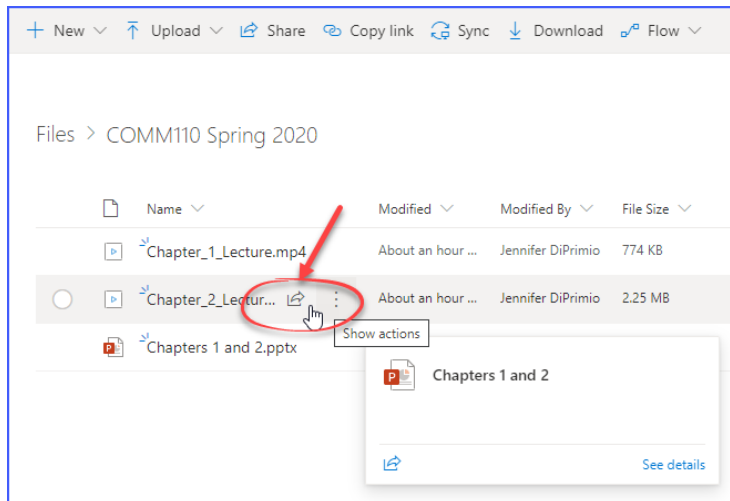 New Upload Share Copy link Sync Download Flow
Files > COMM110 Spring 2020
Name Modified Modified By File Size
Chapter_1_Lecture.mp4 About an hour ... Jennifer DiPrimio 774 KB
Chapter_2_Lectur... About an hour ... Jennifer DiPrimio 2.25 MB
Show actions
Chapters 1 and 2.pptx
Chapters 1 and 2
See details